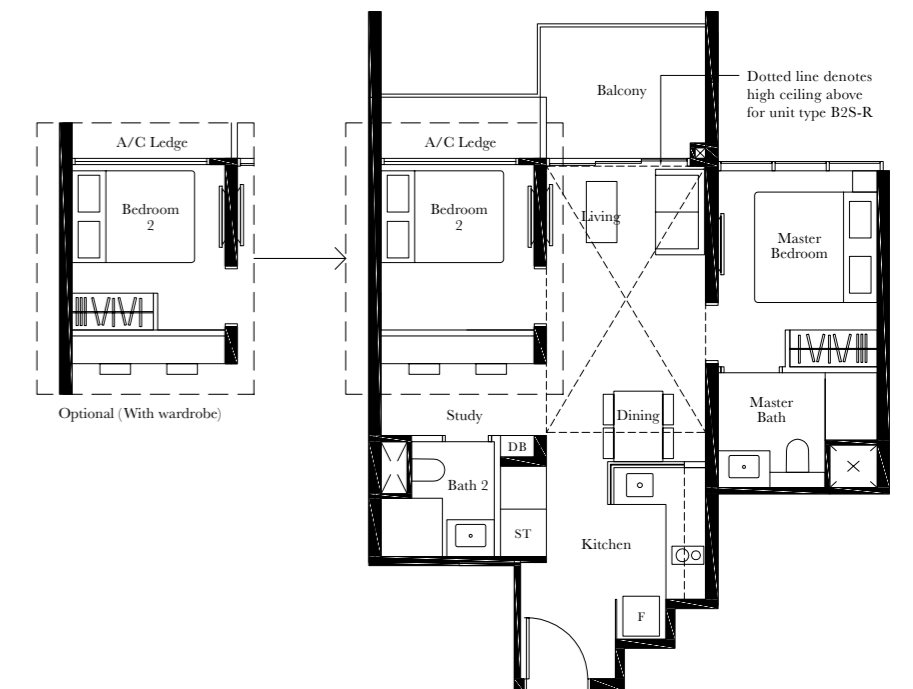 Balcony
Dotted line denotes
high ceiling above
for unit type B2S-R
A/C Ledge
A/C Ledge
Bedroom
2
Bedroom
2
Living
Master
Bedroom
Optional (With wardrobe)
Study
Dining
Master
Bath
DB
Bath 2
ST
Kitchen
F